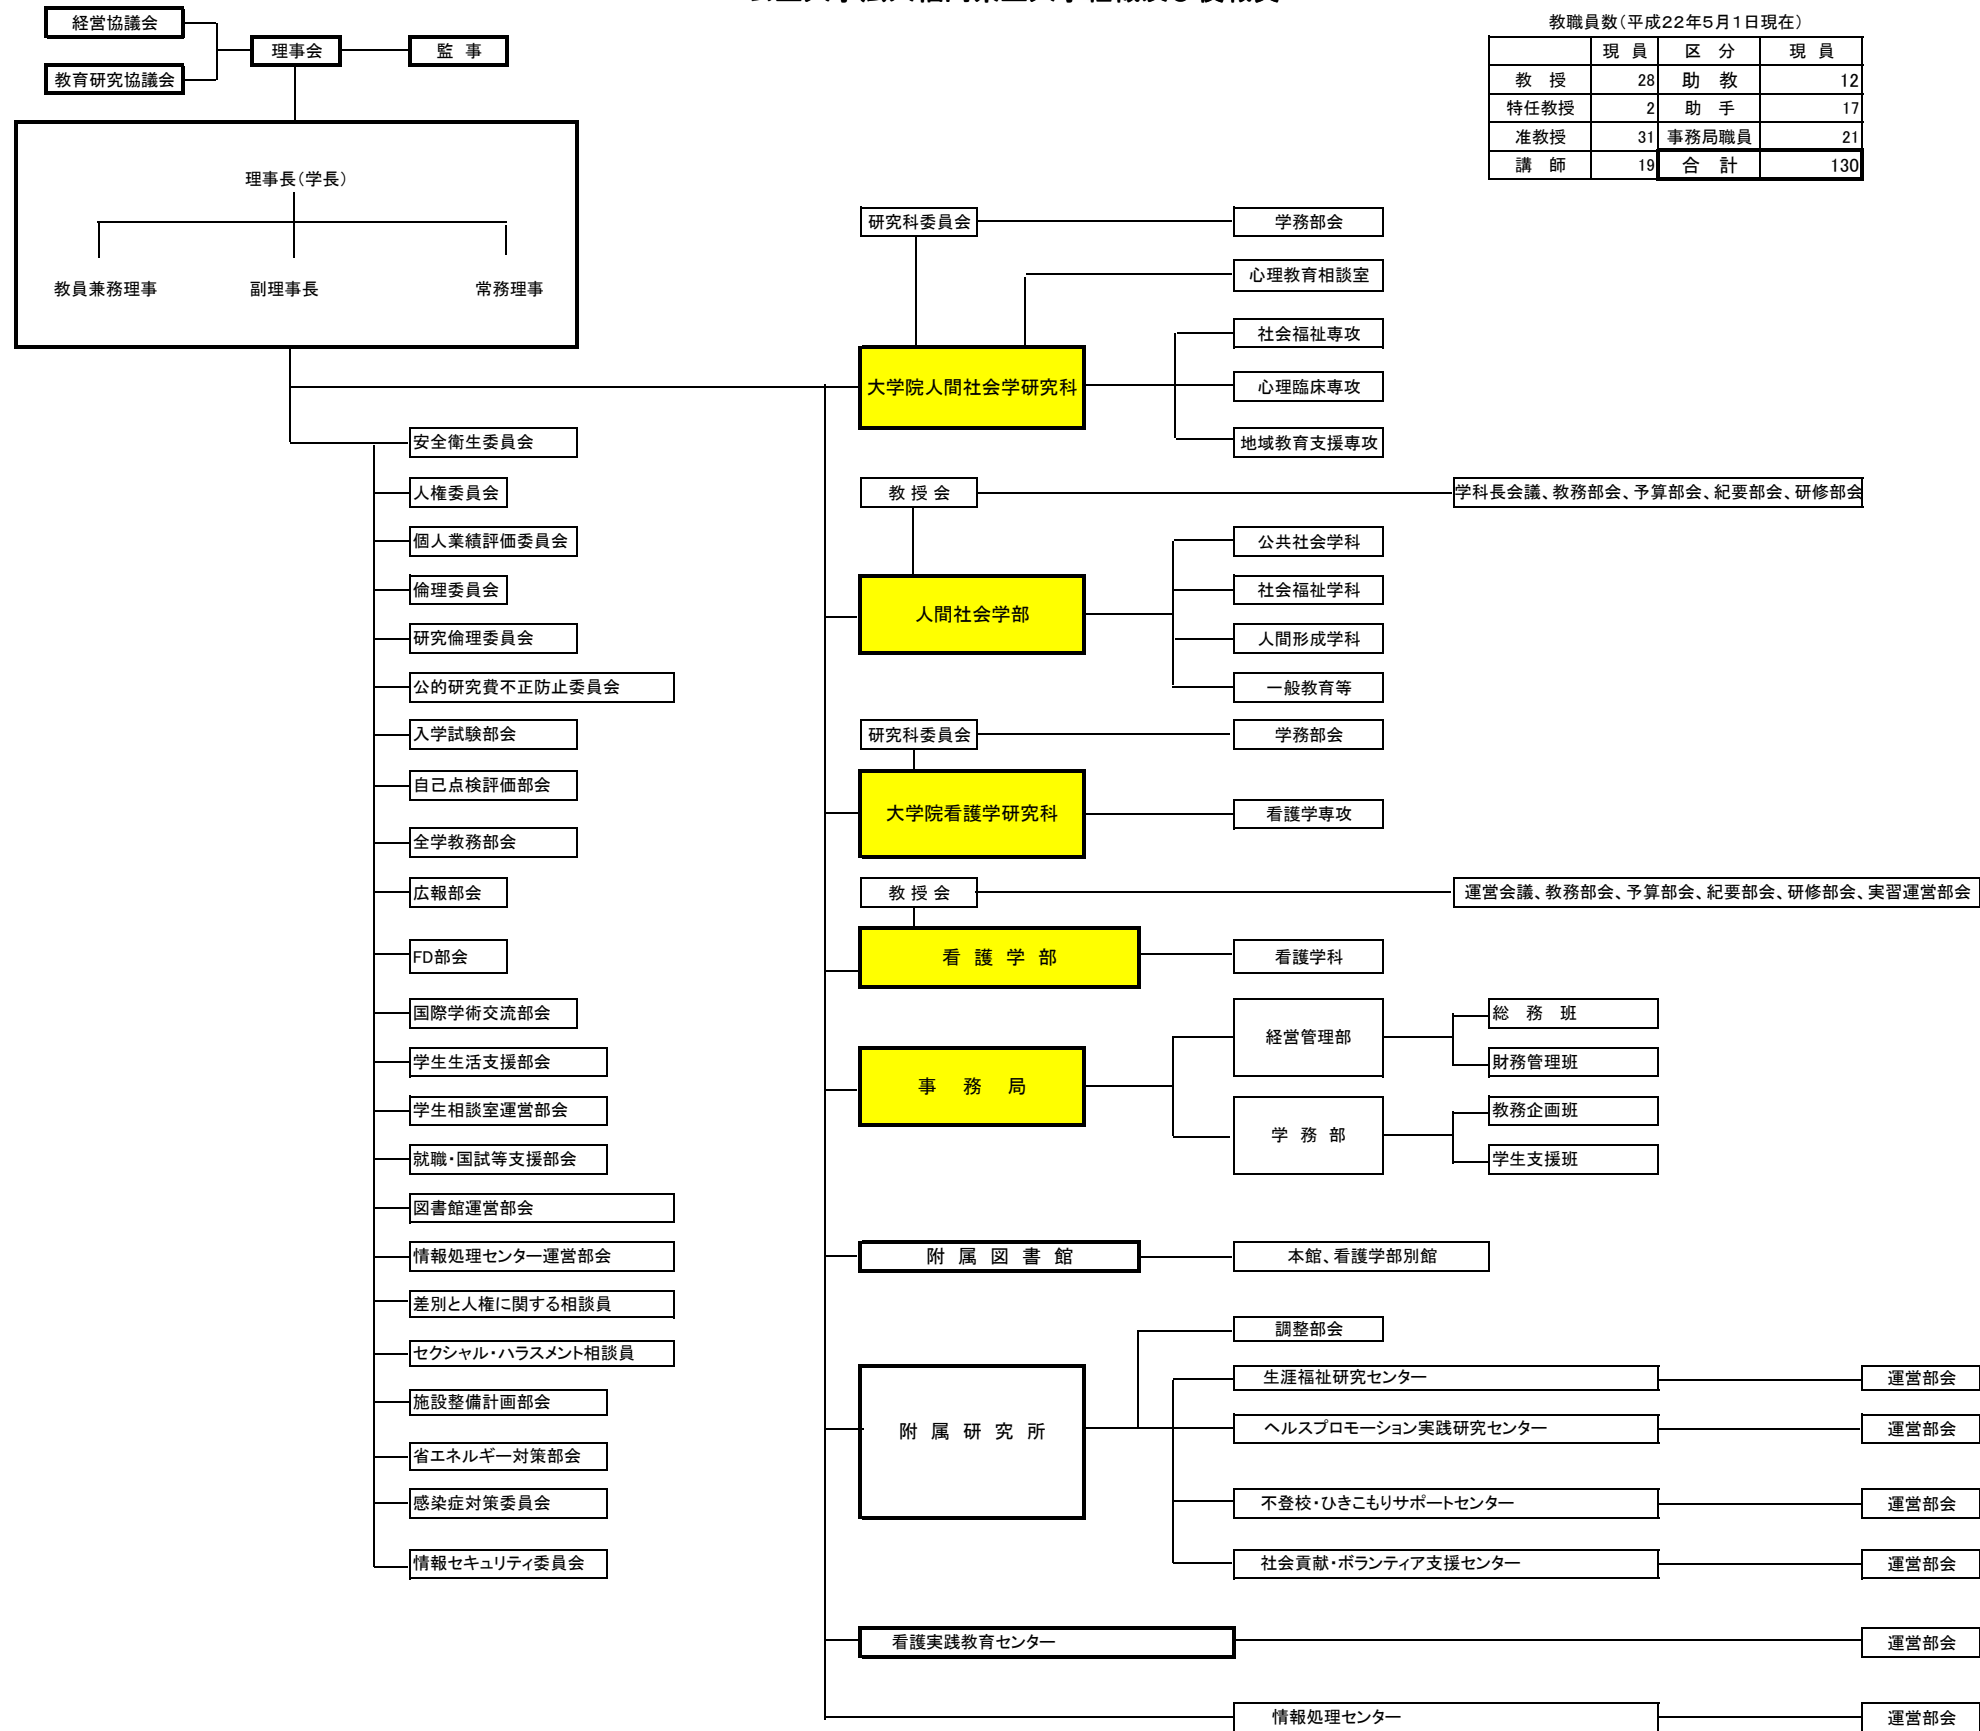 経営協議会
理事会
監 事
教育研究協議会
教職員数(平成22年5月1日現在)
現 員 区 分 現 員
教 授 28 助 教 12
特任教授 2 助 手 17
准教授 31 事務局職員 21
講 師 19 合 計 130
理事長(学長)
教員兼務理事 副理事長 常務理事
研究科委員会 学務部会
心理教育相談室
社会福祉専攻
大学院人間社会学研究科 心理臨床専攻
地域教育支援専攻
教 授 会 学科長会議、教務部会、予算部会、紀要部会、研修部会
公共社会学科
社会福祉学科
人間社会学部
人間形成学科
一般教育等
研究科委員会 学務部会
大学院看護学研究科 看護学専攻
教 授 会 運営会議、教務部会、予算部会、紀要部会、研修部会、実習運営部会
看 護 学 部 看護学科
事 務 局
経営管理部
総 務 班
財務管理班
学 務 部
教務企画班
学生支援班
附 属 図 書 館 本館、看護学部別館
調整部会
附 属 研 究 所
生涯福祉研究センター 運営部会
ヘルスプロモーション実践研究センター 運営部会
不登校・ひきこもりサポートセンター 運営部会
社会貢献・ボランティア支援センター 運営部会
看護実践教育センター 運営部会
情報処理センター 運営部会
安全衛生委員会
人権委員会
個人業績評価委員会
倫理委員会
研究倫理委員会
公的研究費不正防止委員会
入学試験部会
自己点検評価部会
全学教務部会
広報部会
FD部会
国際学術交流部会
学生生活支援部会
学生相談室運営部会
就職・国試等支援部会
図書館運営部会
情報処理センター運営部会
差別と人権に関する相談員
セクシャル・ハラスメント相談員
施設整備計画部会
省エネルギー対策部会
感染症対策委員会
情報セキュリティ委員会